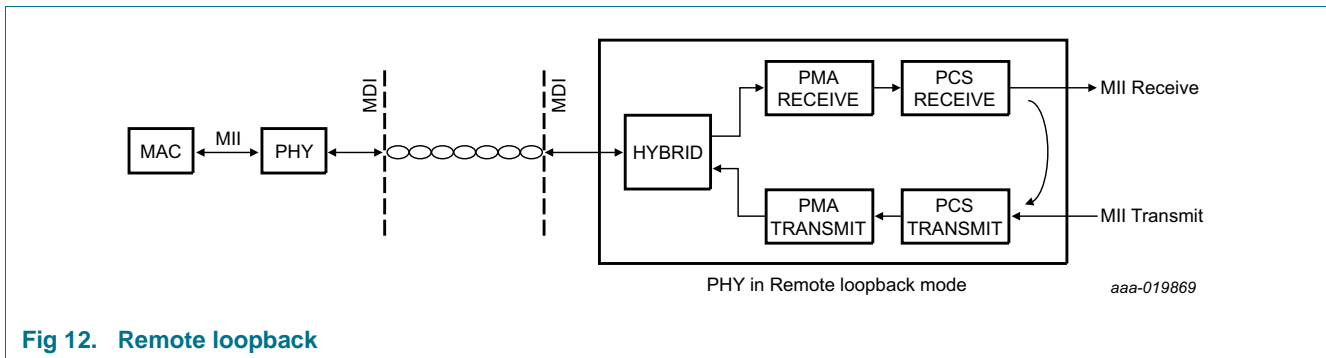 MAC
MII
PHY
MDI
MDI
HYBRID
PMA
RECEIVE
PCS
RECEIVE
MII Receive
PMA
TRANSMIT
PCS
TRANSMIT
MII Transmit
PHY in Remote loopback mode
aaa-019869
Fig 12. Remote loopback